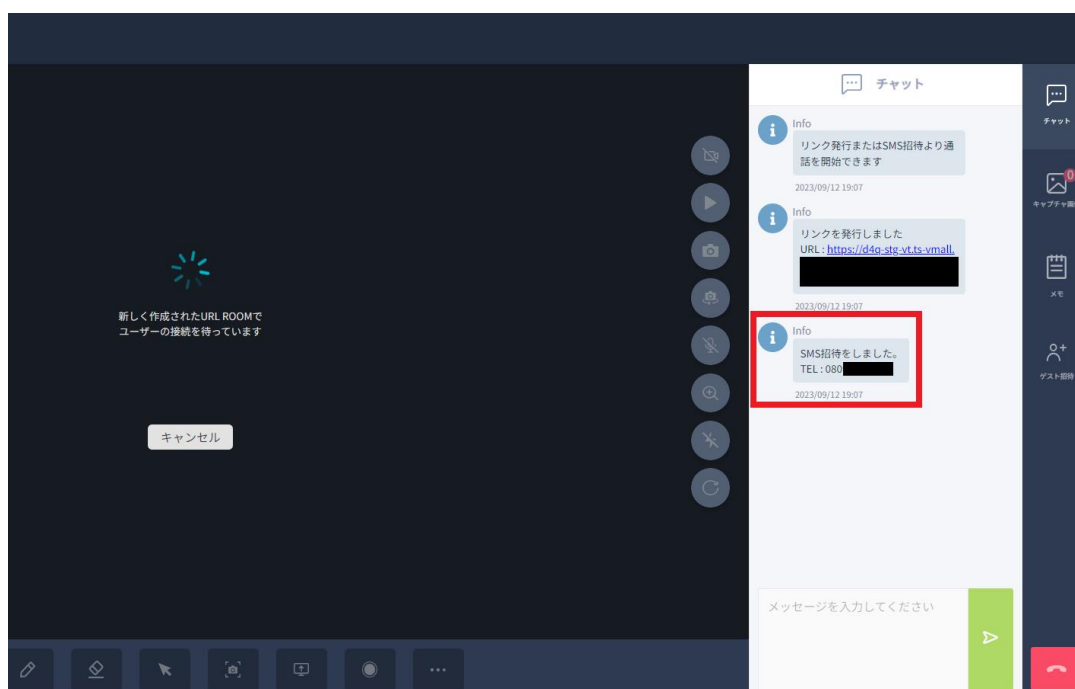 チャット
Info
リンク発行またはSMS招待より通
話を開始できます
2023/09/12 19:07
Info
リンクを発行しました
URL : https://d4q-stg-vt.ts-vmall.
2023/09/12 19:07
Info
SMS招待をしました。
TEL : 080
2023/09/12 19:07
新しく作成されたURL ROOMで
ユーザーの接続を待っています
キャンセル
メッセージを入力してください
チャット
0
キャプチャ画
メモ
ゲスト招待